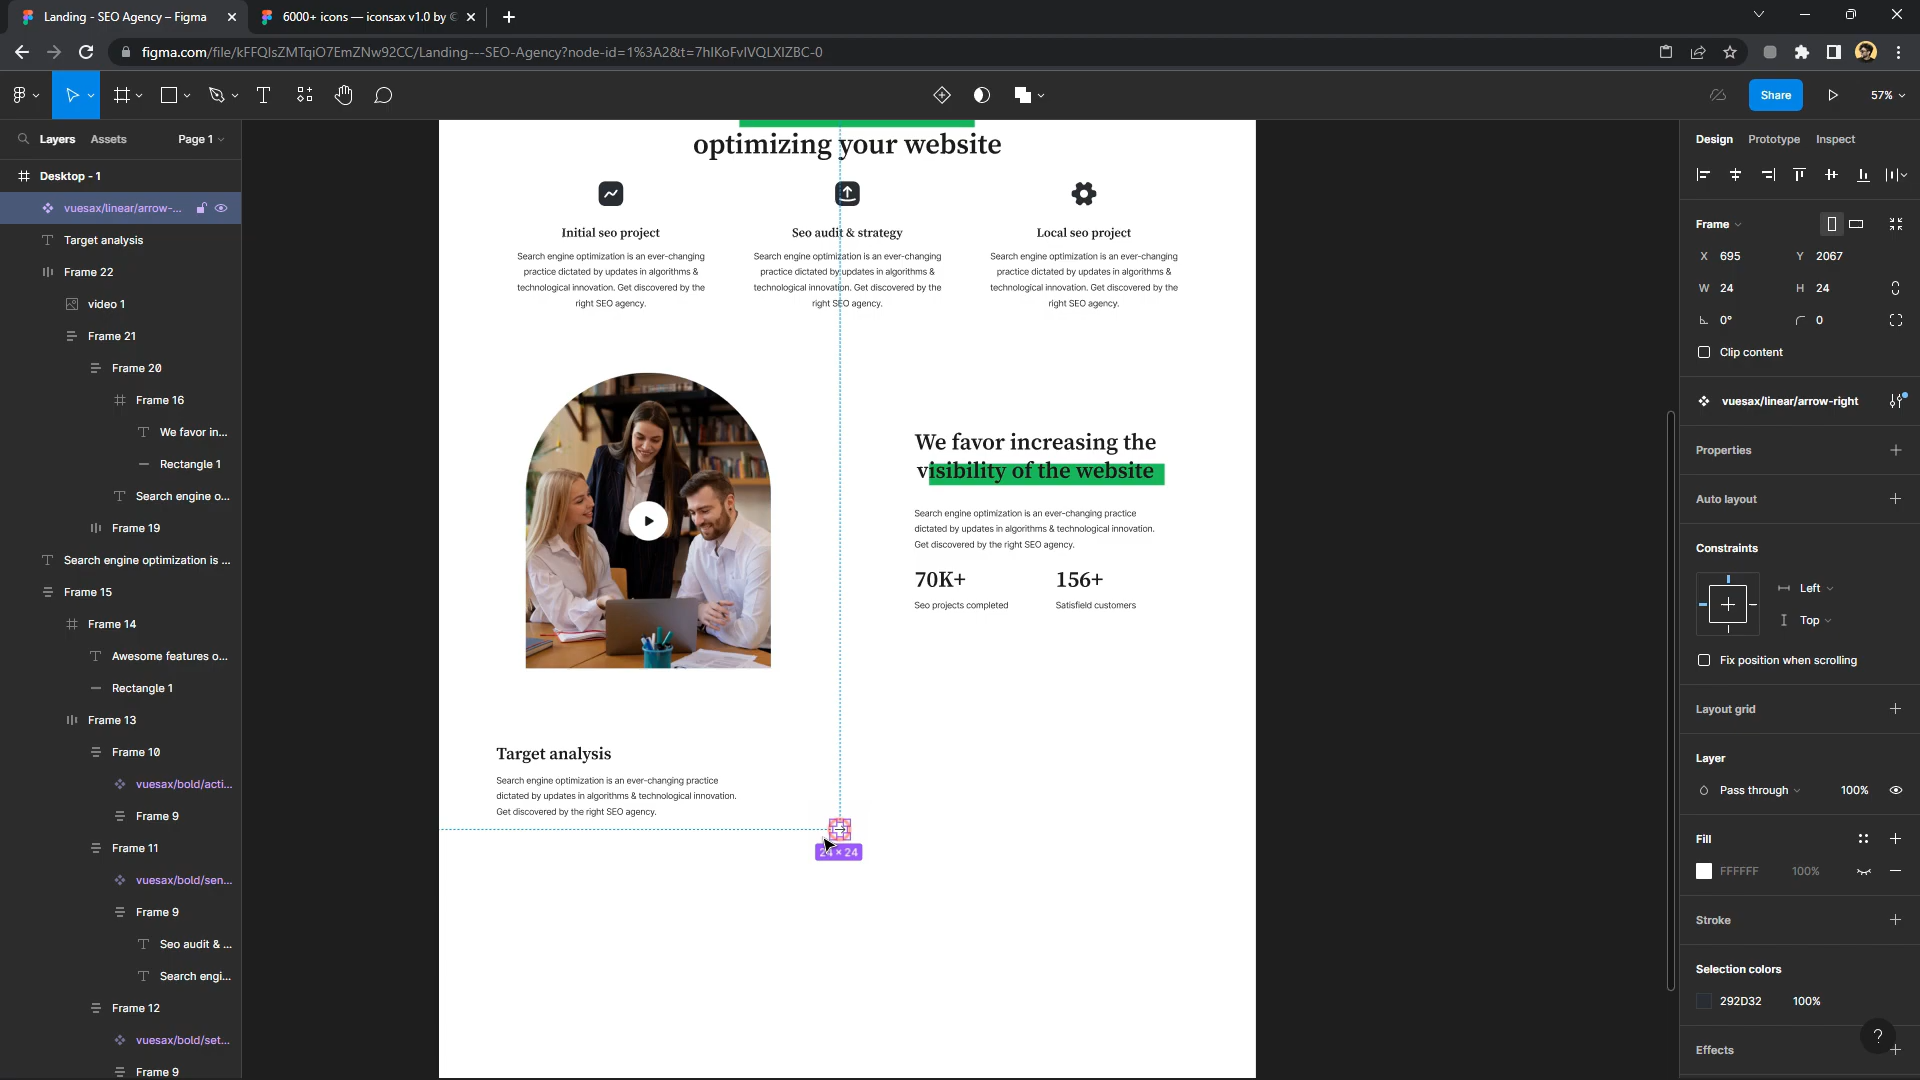 Landing - SEO Agency – Figma
6000+ icons — iconsax v1.0 by
figma.com/file/kFFQIsZMTqiO7EmZNw92CC/Landing---SEO-Agency?node-id=1%3A2&t=7hIKoFvIVQLXIZBC-0
Share
57%
Layers
Assets
Page 1
Desktop - 1
vuesax/linear/arrow-...
Target analysis
Frame 22
video 1
Frame 21
Frame 20
Frame 16
We favor in...
Rectangle 1
Search engine o...
Frame 19
Search engine optimization is ...
Frame 15
Frame 14
Awesome features o...
Rectangle 1
Frame 13
Frame 10
vuesax/bold/acti...
Frame 9
Frame 11
vuesax/bold/sen...
Frame 9
Seo audit & ...
Search engi...
Frame 12
vuesax/bold/set...
Frame 9
optimizing your website
Initial seo project
Search engine optimization is an ever-changing
practice dictated by updates in algorithms &
technological innovation. Get discovered by the
right SEO agency.
Seo audit & strategy
Search engine optimization is an ever-changing
practice dictated by updates in algorithms &
technological innovation. Get discovered by the
right SEO agency.
Local seo project
Search engine optimization is an ever-changing
practice dictated by updates in algorithms &
technological innovation. Get discovered by the
right SEO agency.
We favor increasing the
visibility of the website
Search engine optimization is an ever-changing practice
dictated by updates in algorithms & technological innovation.
Get discovered by the right SEO agency.
70K+
Seo projects completed
156+
Satisfield customers
Target analysis
Search engine optimization is an ever-changing practice
dictated by updates in algorithms & technological innovation.
Get discovered by the right SEO agency.
24 × 24
Design
Prototype
Inspect
Frame
X 695
Y 2067
W 24
H 24
0°
0
Clip content
vuesax/linear/arrow-right
Properties
Auto layout
Constraints
Left
Top
Fix position when scrolling
Layout grid
Layer
Pass through
100%
Fill
FFFFFF
100%
Stroke
Selection colors
292D32
100%
Effects
?